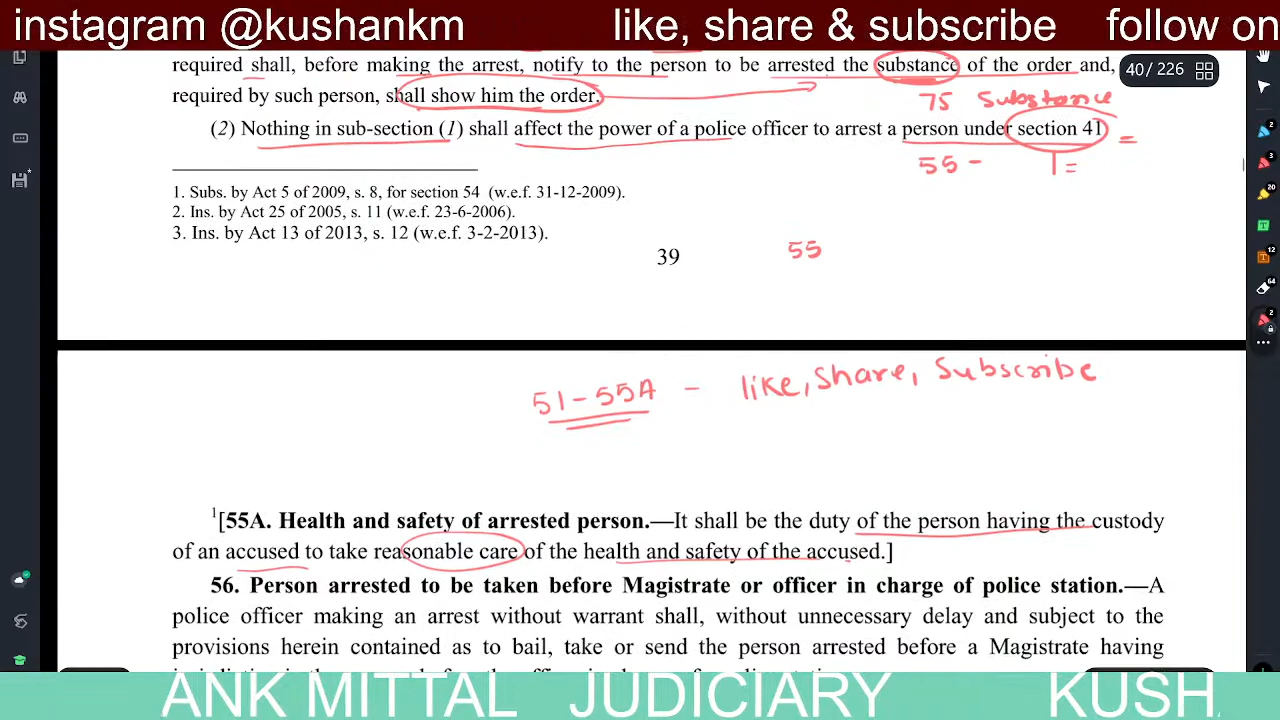 instagram @kushankm like, share & subscribe follow on
required shall, before making the arrest, notify to the person to be arrested the substance of the order and,
40 / 226
required by such person, shall show him the order.
75 Substance
(2) Nothing in sub-section (1) shall affect the power of a police officer to arrest a person under section 41 =
55 - 1 =
1. Subs. by Act 5 of 2009, s. 8, for section 54 (w.e.f. 31-12-2009).
2. Ins. by Act 25 of 2005, s. 11 (w.e.f. 23-6-2006).
3. Ins. by Act 13 of 2013, s. 12 (w.e.f. 3-2-2013).
55
39
51 - 55A - like, Share, Subscribe
1[55A. Health and safety of arrested person.—It shall be the duty of the person having the custody
of an accused to take reasonable care of the health and safety of the accused.]
56. Person arrested to be taken before Magistrate or officer in charge of police station.—A
police officer making an arrest without warrant shall, without unnecessary delay and subject to the
provisions herein contained as to bail, take or send the person arrested before a Magistrate having
ANK MITTAL JUDICIARY KUSH